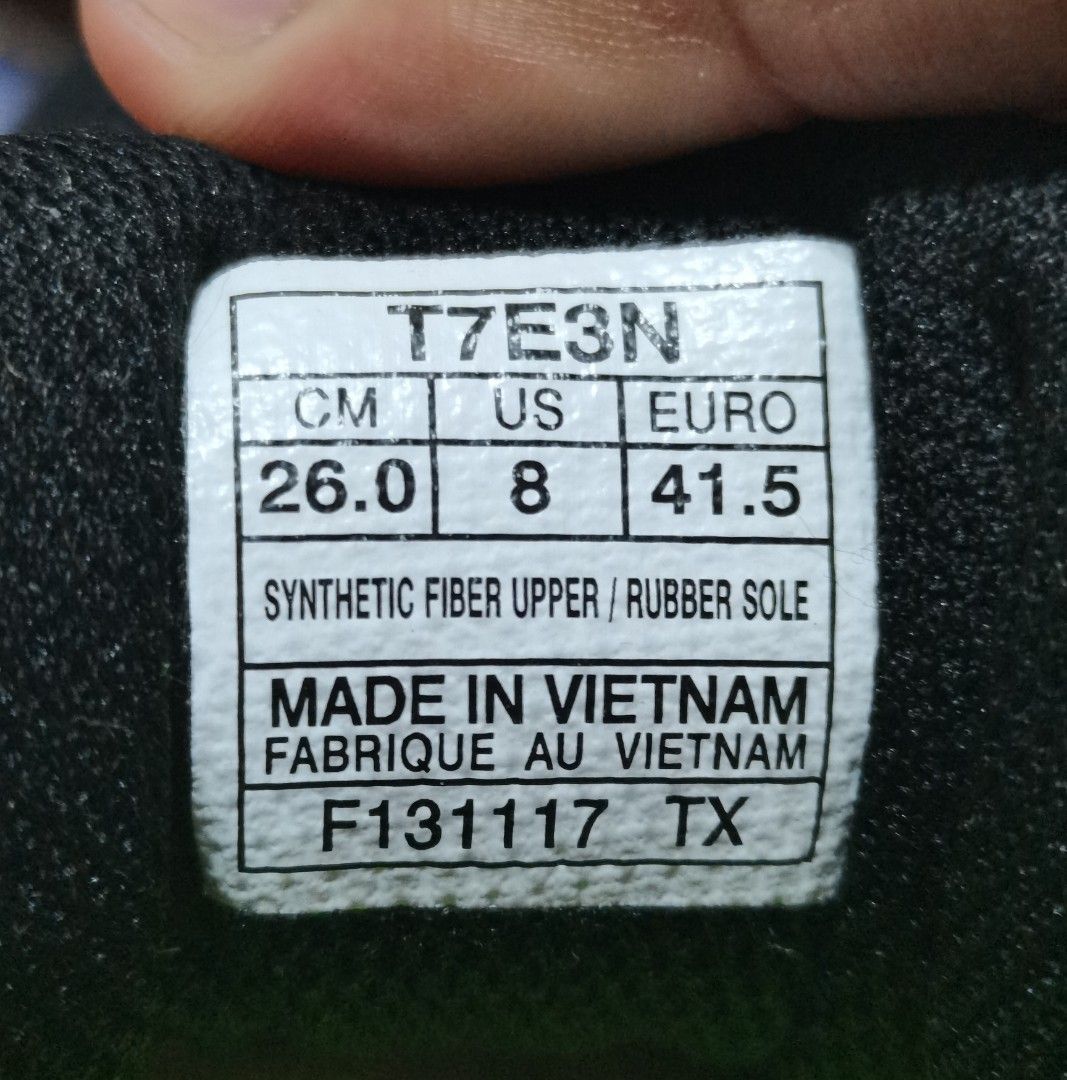 T7E3N
CM US EURO
26.0 8 41.5
SYNTHETIC FIBER UPPER / RUBBER SOLE
MADE IN VIETNAM
FABRIQUE AU VIETNAM
F131117 TX